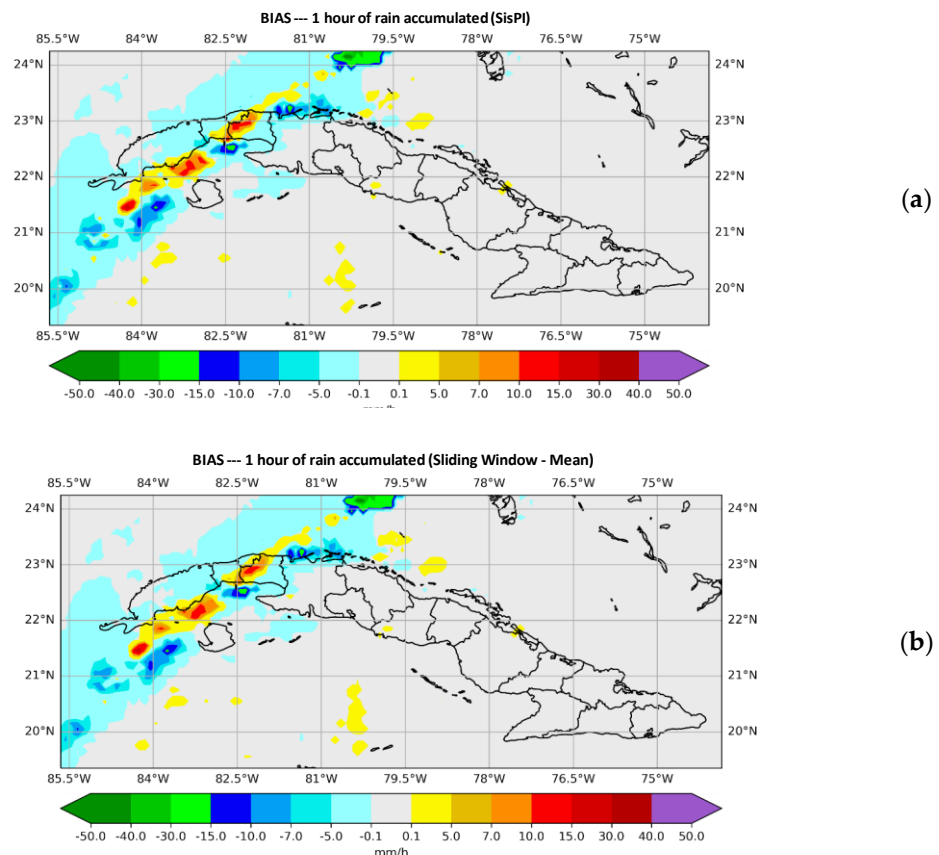 BIAS --- 1 hour of rain accumulated (SisPI)
85.5°W 84°W 82.5°W 81°W 79.5°W 78°W 76.5°W 75°W
24°N 24°N
23°N 23°N
22°N 22°N
(a)
21°N 21°N
20°N 20°N
85.5°W 84°W 82.5°W 81°W 79.5°W 78°W 76.5°W 75°W
-50.0 -40.0 -30.0 -15.0 -10.0 -7.0 -5.0 -0.1 0.1 5.0 7.0 10.0 15.0 30.0 40.0 50.0
BIAS --- 1 hour of rain accumulated (Sliding Window - Mean)
85.5°W 84°W 82.5°W 81°W 79.5°W 78°W 76.5°W 75°W
24°N 24°N
23°N 23°N
22°N 22°N
(b)
21°N 21°N
20°N 20°N
85.5°W 84°W 82.5°W 81°W 79.5°W 78°W 76.5°W 75°W
-50.0 -40.0 -30.0 -15.0 -10.0 -7.0 -5.0 -0.1 0.1 5.0 7.0 10.0 15.0 30.0 40.0 50.0
mm/h